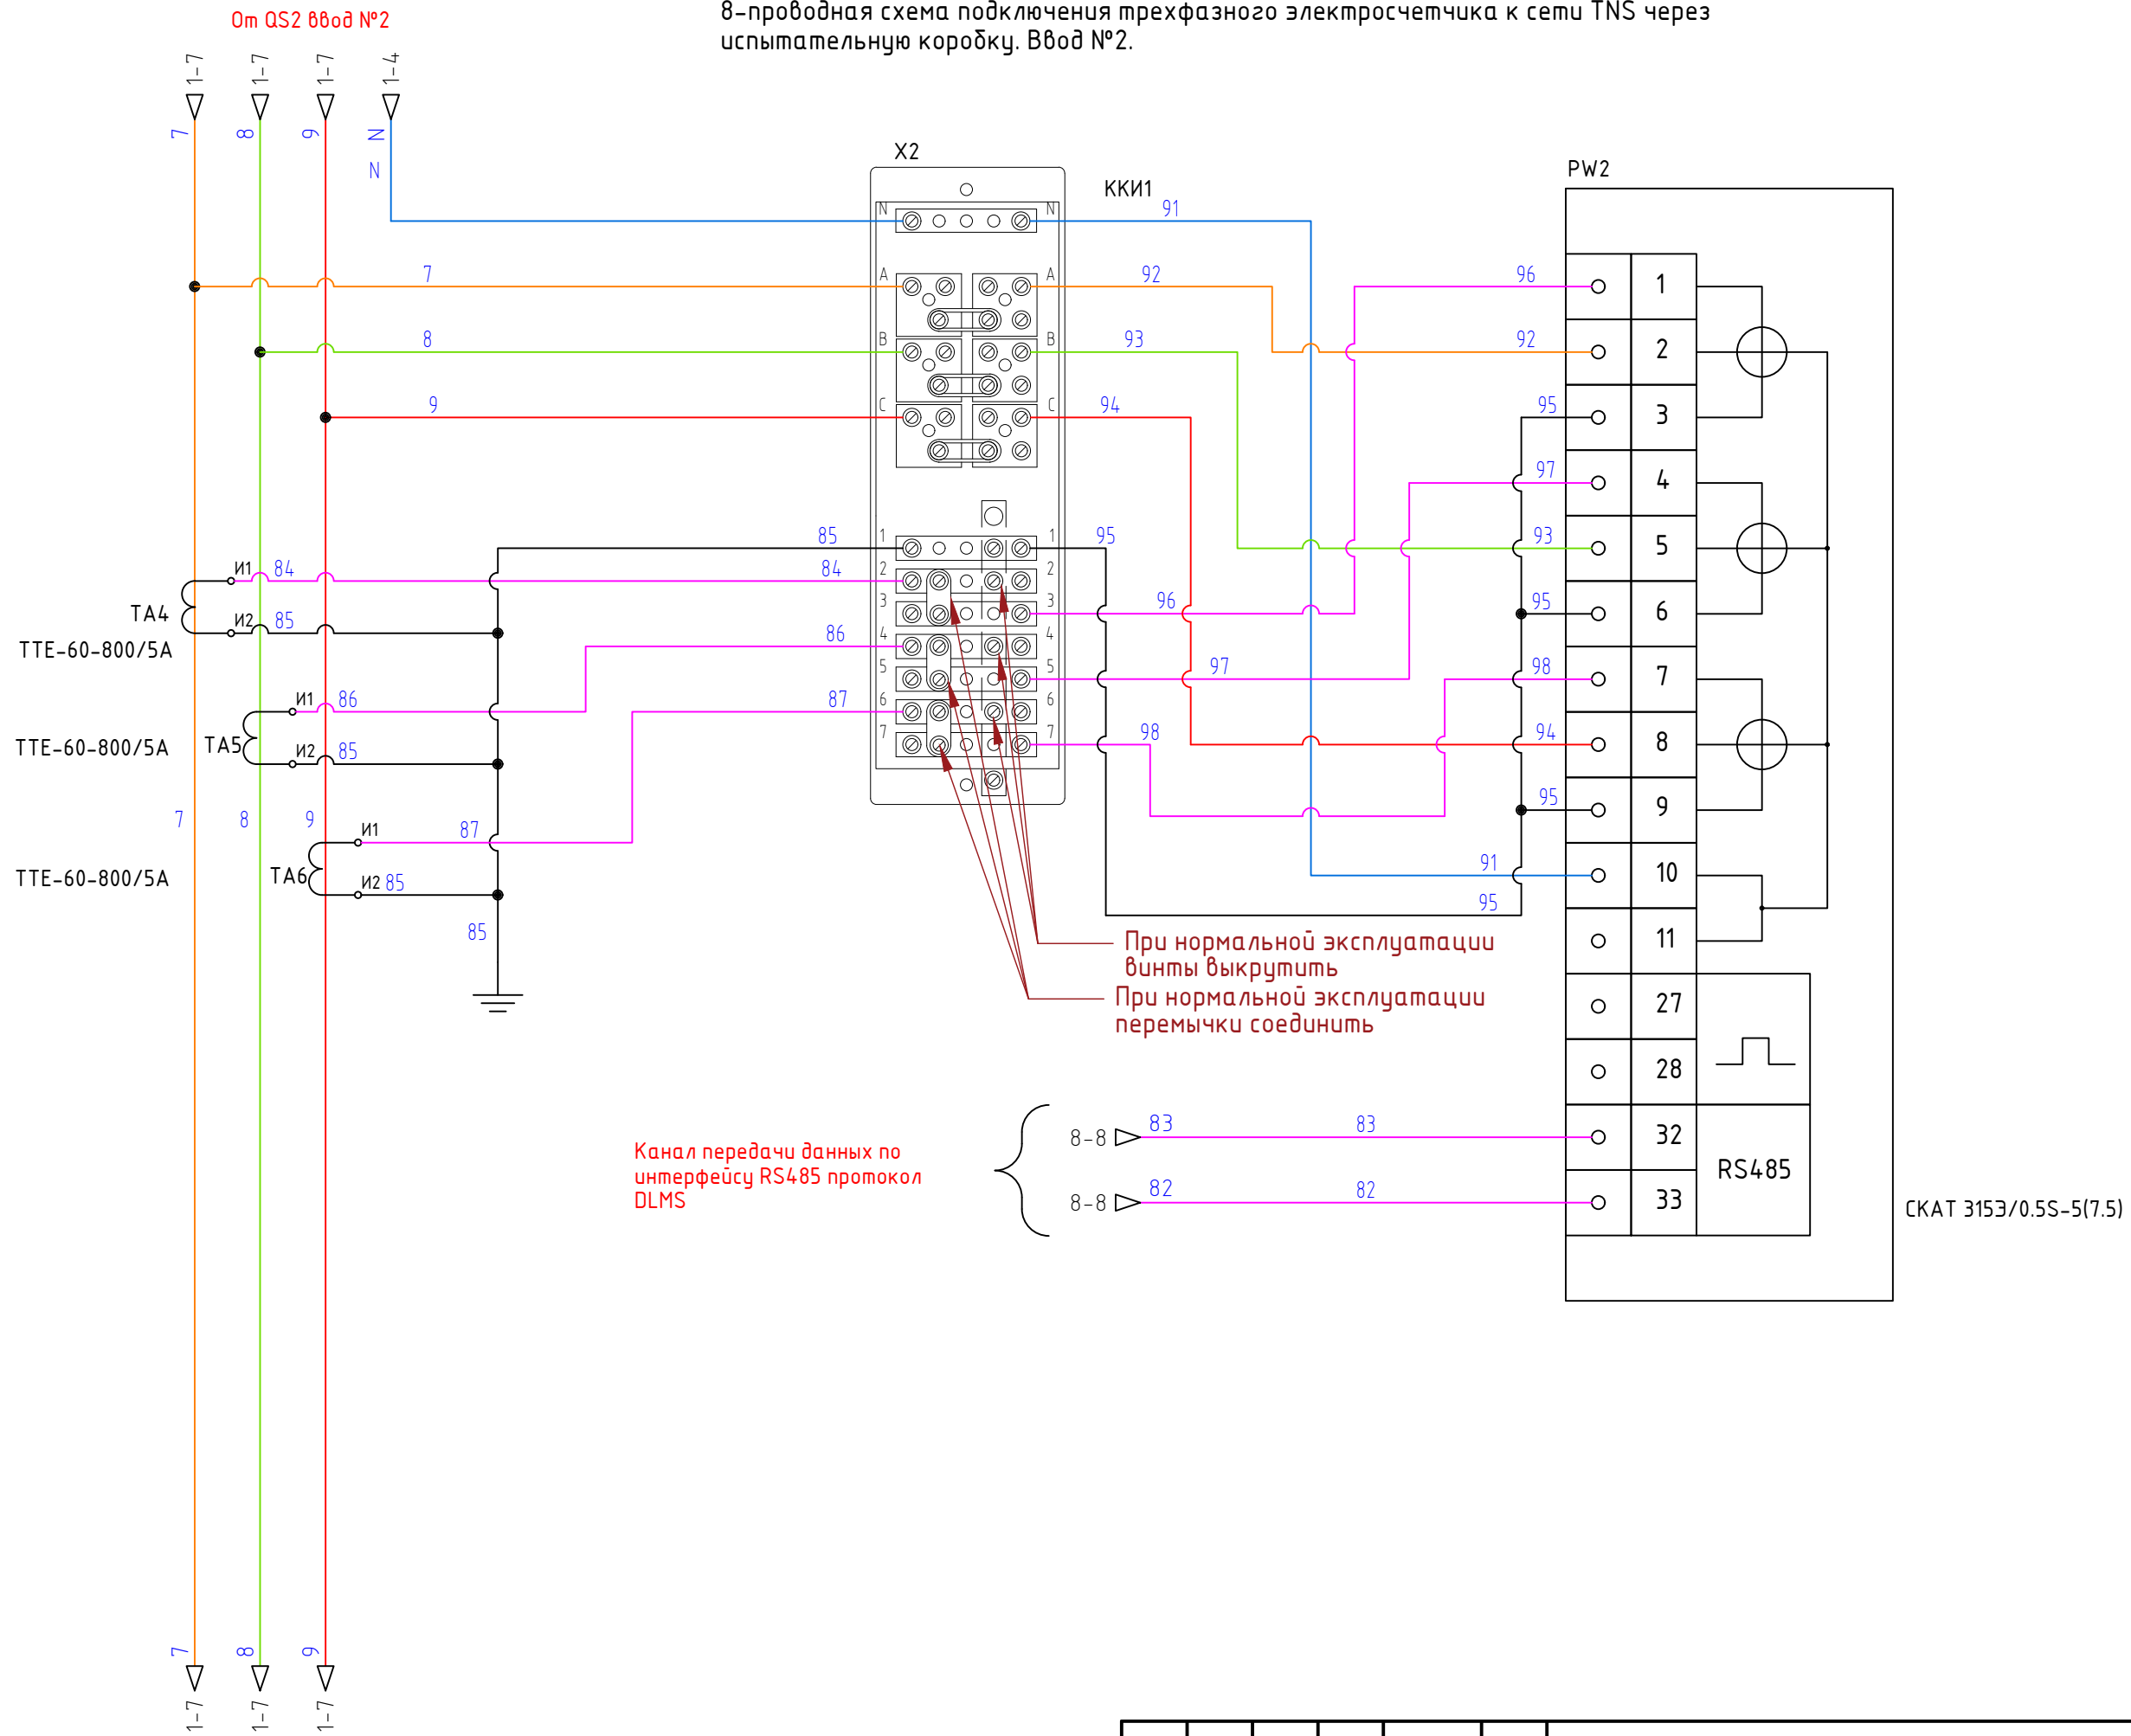 От QS2 ввод №2
8-проводная схема подключения трехфазного электросчетчика к сети TNS через
испытательную коробку. Ввод №2.
1-7
1-7
1-7
1-4
7
8
9
N
N
X2
ККИ1
PW2
N
N
91
A
A
7
92
96
1
B
B
8
93
92
2
C
C
9
94
95
3
97
4
85
1
1
95
93
5
И1
84
84
2
2
TA4
И2
85
3
3
96
95
6
ТТЕ-60-800/5А
86
4
4
5
5
97
98
7
И1
86
87
6
6
ТТЕ-60-800/5А
TA5
И2
85
7
7
98
94
8
7
8
9
И1
87
95
9
ТТЕ-60-800/5А
TA6
И2
85
91
10
95
85
11
При нормальной эксплуатации
винты выкрутить
При нормальной эксплуатации
перемычки соединить
27
28
Канал передачи данных по
интерфейсу RS485 протокол
DLMS
8-8
83
83
32
8-8
82
82
33
RS485
СКАТ 315Э/0.5S-5(7.5)
7
8
9
1-7
1-7
1-7